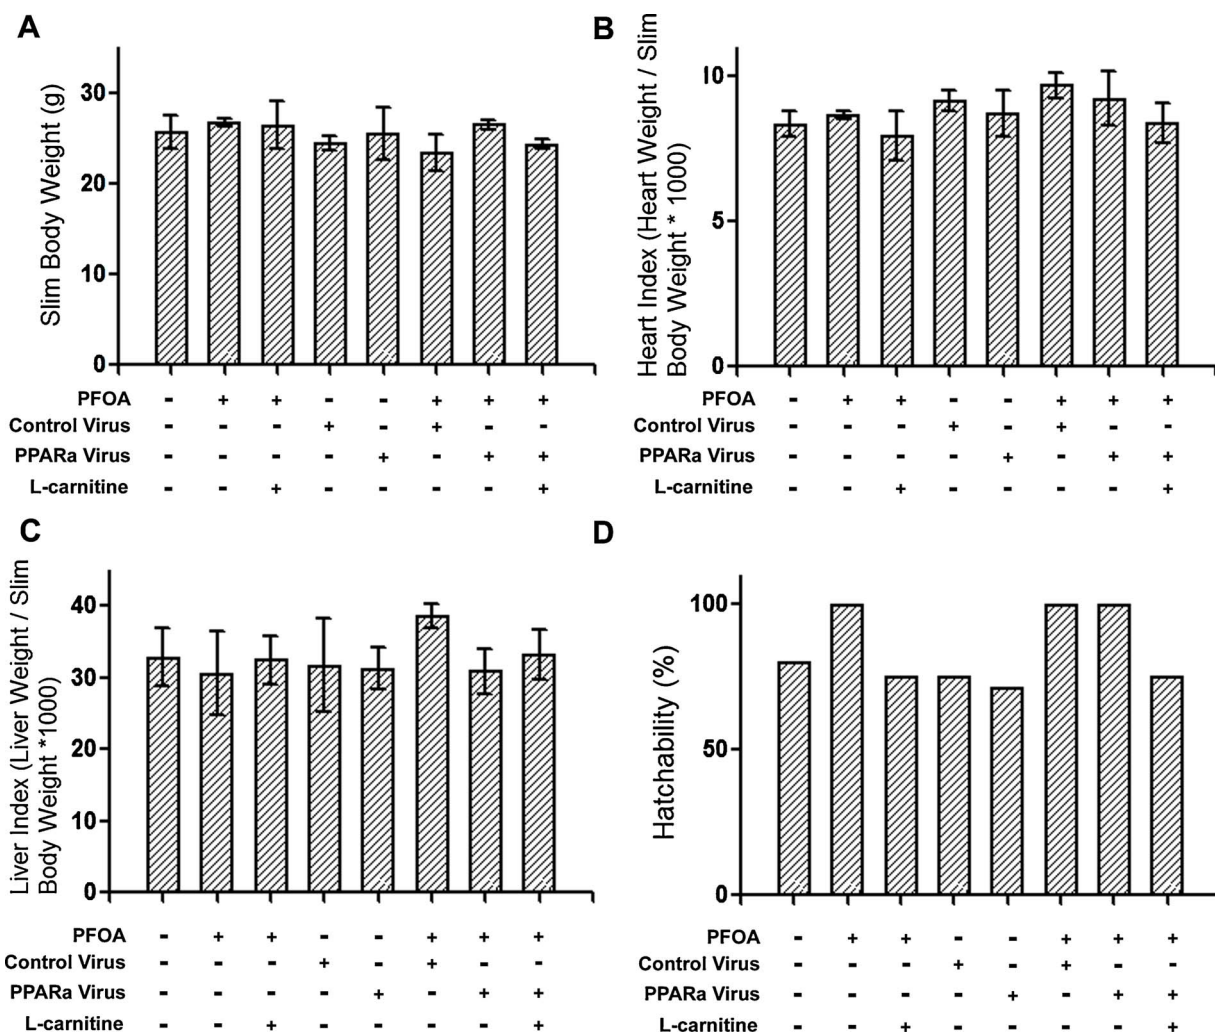 A
Slim Body Weight (g)
30
20
10
0
PFOA - + + - - + + +
Control Virus - - - + - + - -
PPARa Virus - - - - + - + +
L-carnitine - - + - - - - +
B
Heart Index (Heart Weight / Slim
Body Weight * 1000)
10
5
0
PFOA - + + - - + + +
Control Virus - - - + - + - -
PPARa Virus - - - - + - + +
L-carnitine - - + - - - - +
C
Liver Index (Liver Weight / Slim
Body Weight *1000)
40
30
20
10
0
PFOA - + + - - + + +
Control Virus - - - + - + - -
PPARa Virus - - - - + - + +
L-carnitine - - + - - - - +
D
Hatchability (%)
100
50
0
PFOA - + + - - + + +
Control Virus - - - + - + - -
PPARa Virus - - - - + - + +
L-carnitine - - + - - - - +